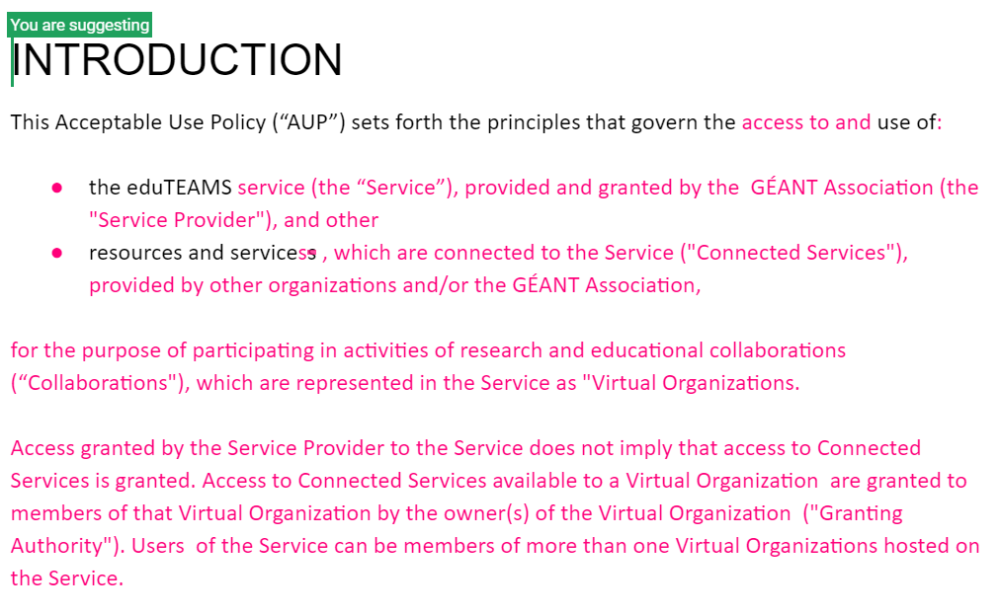 You are suggesting
INTRODUCTION
This Acceptable Use Policy (“AUP”) sets forth the principles that govern the access to and use of:
● the eduTEAMS service (the “Service”), provided and granted by the  GÉANT Association (the
"Service Provider"), and other
● resources and servicess , which are connected to the Service ("Connected Services"),
provided by other organizations and/or the GÉANT Association,
for the purpose of participating in activities of research and educational collaborations
(“Collaborations"), which are represented in the Service as "Virtual Organizations.
Access granted by the Service Provider to the Service does not imply that access to Connected
Services is granted. Access to Connected Services available to a Virtual Organization  are granted to
members of that Virtual Organization by the owner(s) of the Virtual Organization  ("Granting
Authority"). Users  of the Service can be members of more than one Virtual Organizations hosted on
the Service.